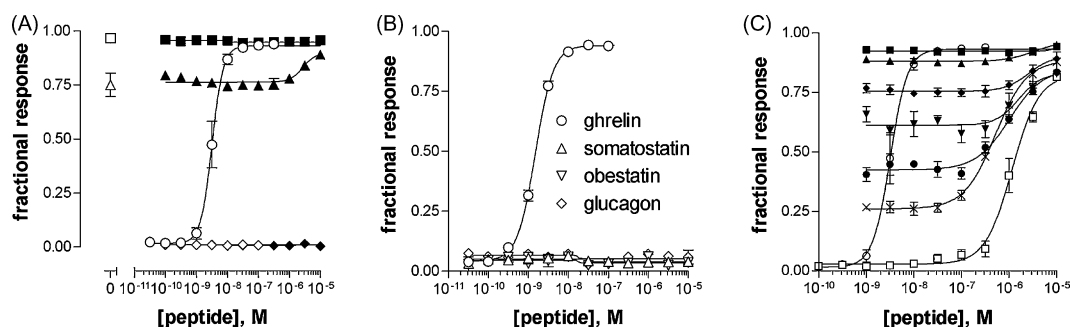 (A)
fractional response
1.00
0.75
0.50
0.25
0.00
0 10-11 10-10 10-9 10-8 10-7 10-6 10-5
[peptide], M
(B)
fractional response
1.00
0.75
0.50
0.25
0.00
ghrelin
somatostatin
obestatin
glucagon
10-11 10-10 10-9 10-8 10-7 10-6 10-5
[peptide], M
(C)
fractional response
1.00
0.75
0.50
0.25
0.00
10-10 10-9 10-8 10-7 10-6 10-5
[peptide], M